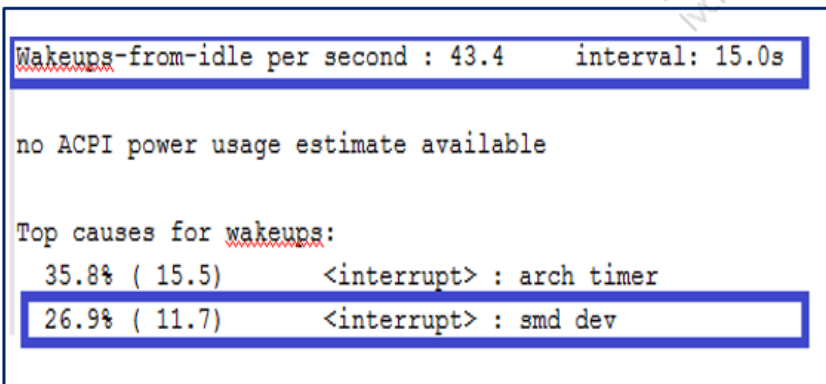 Wakeups-from-idle per second : 43.4 interval: 15.0s
no ACPI power usage estimate available
Top causes for wakeups:
35.8% ( 15.5) <interrupt> : arch timer
26.9% ( 11.7) <interrupt> : smd dev